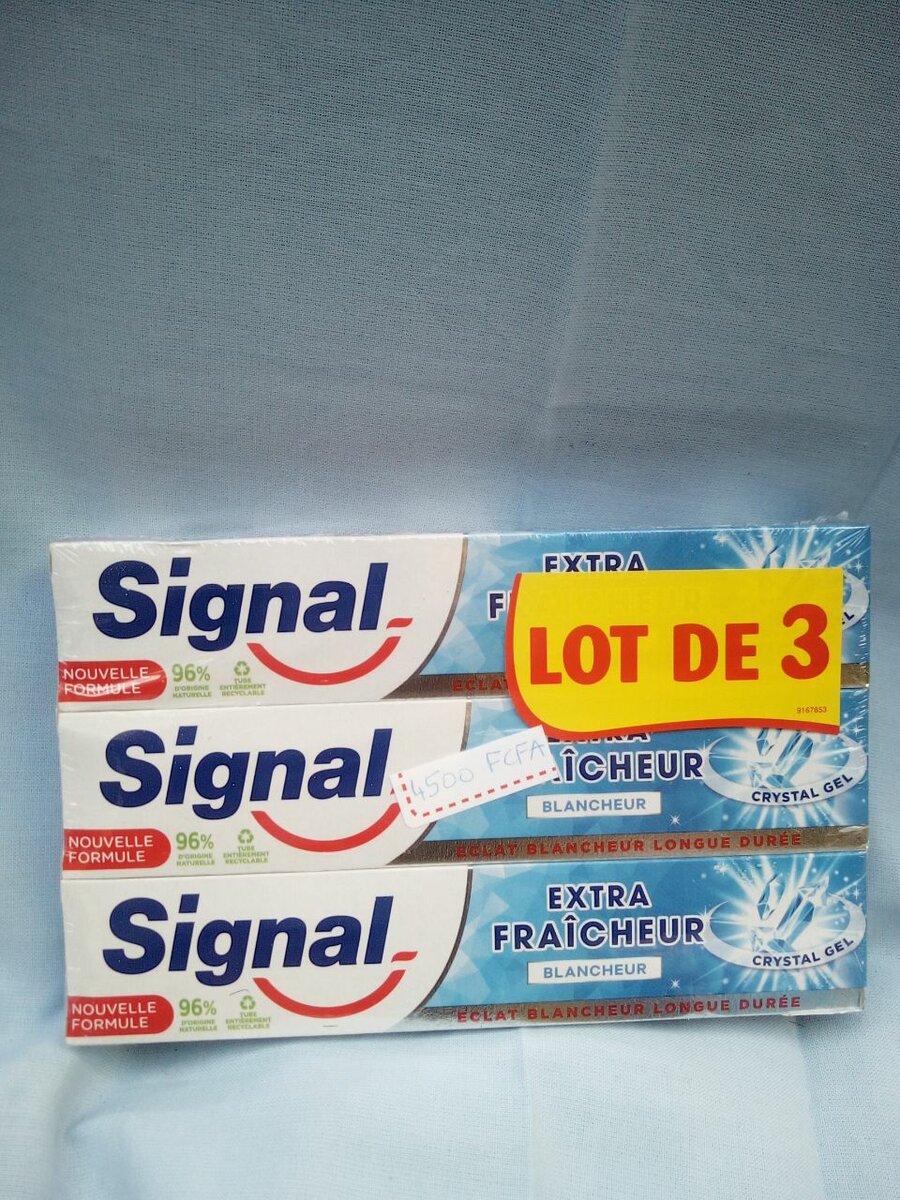 Signal
NOUVELLE
FORMULE
96%
D'ORIGINE
NATURELLE
TUBE
ENTIÈREMENT
RECYCLABLE
EXTRA
LOT DE 3
9167853
Signal
4500 FCFA
NOUVELLE
FORMULE
96%
D'ORIGINE
NATURELLE
TUBE
ENTIÈREMENT
RECYCLABLE
BLANCHEUR
CRYSTAL GEL
ECLAT BLANCHEUR LONGUE DURÉE
Signal
NOUVELLE
FORMULE
96%
D'ORIGINE
NATURELLE
TUBE
ENTIÈREMENT
RECYCLABLE
EXTRA
FRAÎCHEUR
BLANCHEUR
CRYSTAL GEL
ECLAT BLANCHEUR LONGUE DURÉE